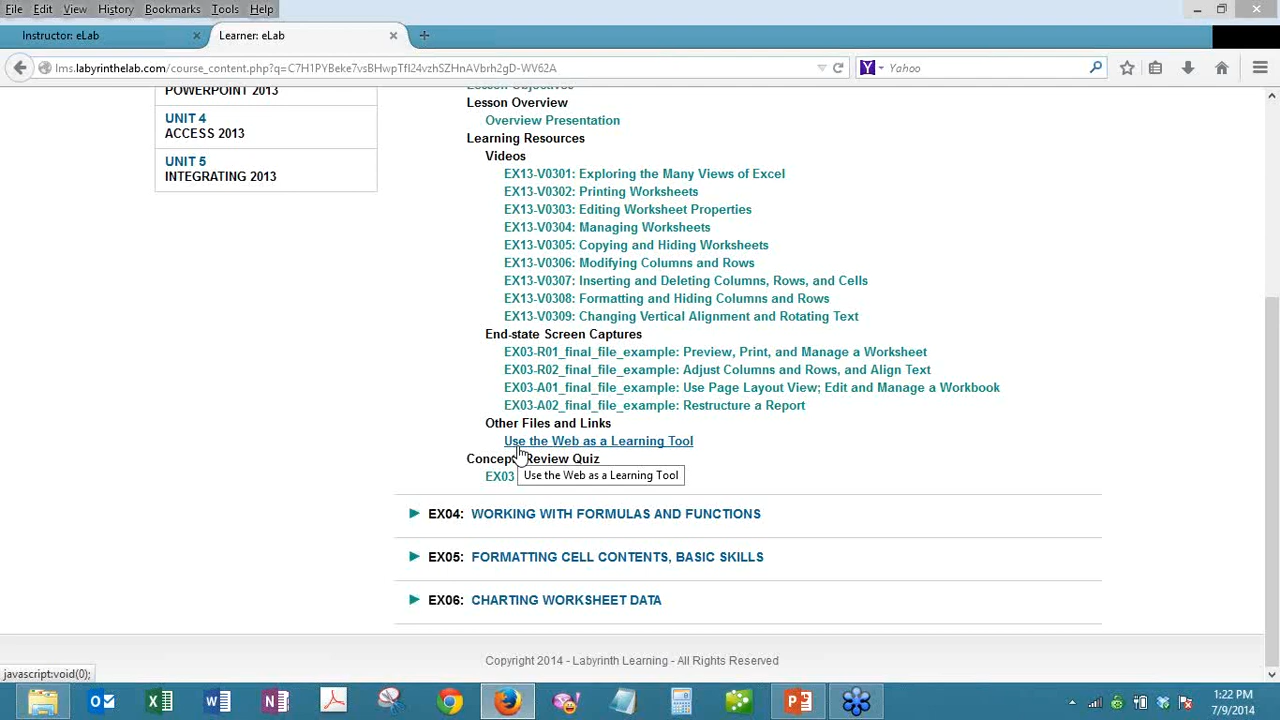 File Edit View History Bookmarks Tools Help
Instructor: eLab
Learner: eLab
lms.labyrinthelab.com/course_content.php?q=C7H1PYBeke7vsBHwpTfI24vzhSZHnAVbrh2gD-WV62A
Yahoo
POWERPOINT 2013
UNIT 4
ACCESS 2013
UNIT 5
INTEGRATING 2013
Lesson Objectives
Lesson Overview
Overview Presentation
Learning Resources
Videos
EX13-V0301: Exploring the Many Views of Excel
EX13-V0302: Printing Worksheets
EX13-V0303: Editing Worksheet Properties
EX13-V0304: Managing Worksheets
EX13-V0305: Copying and Hiding Worksheets
EX13-V0306: Modifying Columns and Rows
EX13-V0307: Inserting and Deleting Columns, Rows, and Cells
EX13-V0308: Formatting and Hiding Columns and Rows
EX13-V0309: Changing Vertical Alignment and Rotating Text
End-state Screen Captures
EX03-R01_final_file_example: Preview, Print, and Manage a Worksheet
EX03-R02_final_file_example: Adjust Columns and Rows, and Align Text
EX03-A01_final_file_example: Use Page Layout View; Edit and Manage a Workbook
EX03-A02_final_file_example: Restructure a Report
Other Files and Links
Use the Web as a Learning Tool
Concept Review Quiz
EX03
Use the Web as a Learning Tool
EX04: WORKING WITH FORMULAS AND FUNCTIONS
EX05: FORMATTING CELL CONTENTS, BASIC SKILLS
EX06: CHARTING WORKSHEET DATA
Copyright 2014 - Labyrinth Learning - All Rights Reserved
javascript:void(0);
1:22 PM
7/9/2014